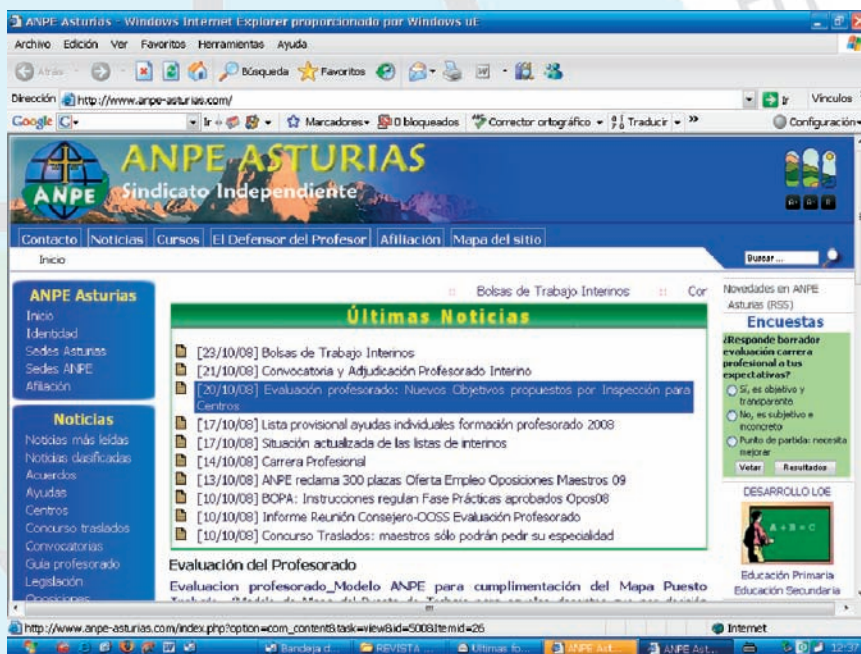 ANPE Asturias - Windows Internet Explorer proporcionado por Windows uE
Archivo Edición Ver Favoritos Herramientas Ayuda
Atrás Búsqueda Favoritos
Dirección http://www.anpe-asturias.com/ Ir Vínculos
Google Ir Marcadores 0 bloqueados Corrector ortográfico Traducir Configuración
ANPE ASTURIAS
Sindicato Independiente
ANPE
Contacto Noticias Cursos El Defensor del Profesor Afiliación Mapa del sitio
Inicio
Buscar ...
ANPE Asturias
Inicio
Identidad
Sedes Asturias
Sedes ANPE
Afiliación
Noticias
Noticias más leídas
Noticias clasificadas
Acuerdos
Ayudas
Centros
Concurso traslados
Convocatorias
Guía profesorado
Legislación
Oposiciones
:: Bolsas de Trabajo Interinos :: Cor
Últimas Noticias
[23/10/08] Bolsas de Trabajo Interinos
[21/10/08] Convocatoria y Adjudicación Profesorado Interino
[20/10/08] Evaluación profesorado: Nuevos Objetivos propuestos por Inspección para
Centros
[17/10/08] Lista provisional ayudas individuales formación profesorado 2008
[17/10/08] Situación actualizada de las listas de interinos
[14/10/08] Carrera Profesional
[13/10/08] ANPE reclama 300 plazas Oferta Empleo Oposiciones Maestros 09
[10/10/08] BOPA: Instrucciones regulan Fase Prácticas aprobados Opos08
[10/10/08] Informe Reunión Consejero-OOSS Evaluación Profesorado
[10/10/08] Concurso Traslados: maestros sólo podrán pedir su especialidad
Evaluación del Profesorado
Evaluacion profesorado_Modelo ANPE para cumplimentación del Mapa Puesto
Novedades en ANPE
Asturias (RSS)
Encuestas
¿Responde borrador
evaluación carrera
profesional a tus
expectativas?
Sí, es objetivo y
transparente
No, es subjetivo e
inconcreto
Punto de partida: necesita
mejorar
Votar Resultados
DESARROLLO LOE
A + B = C
Educación Primaria
Educación Secundaria
http://www.anpe-asturias.com/index.php?option=com_content&task=view&id=500&Itemid=26 Internet
Bandeja d... REVISTA ... Ultimas fo... ANPE Ast... ANPE Ast... 12:37